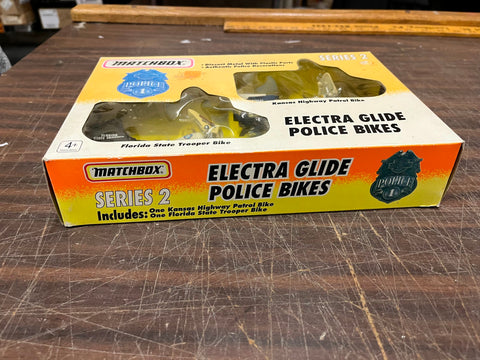 MATCHBOX
• Diecast Metal With Plastic Parts
• Authentic Police Decorations
SERIES 2
POLICE
Kansas Highway Patrol Bike
ELECTRA GLIDE
POLICE BIKES
4+
Florida State Trooper Bike
MATCHBOX
ELECTRA GLIDE
POLICE BIKES
SERIES 2
Includes: One Kansas Highway Patrol Bike
One Florida State Trooper Bike
POLICE